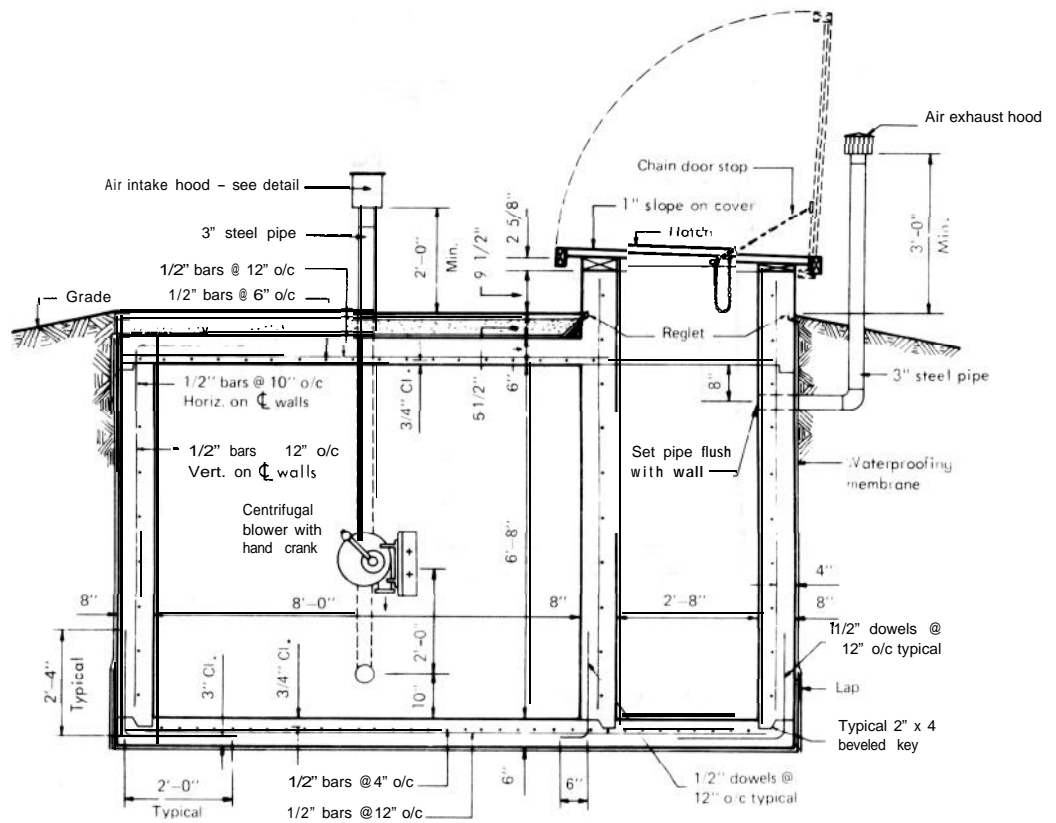 Air exhaust hood
Chain door stop
Air intake hood – see detail
1" slope on cover
Hatch
3" steel pipe
2'-0"
Min.
2 5/8"
9 1/2"
3'-0"
Min.
1/2" bars @ 12" o/c
1/2" bars @ 6" o/c
Grade
Reglet
1/2" bars @ 10" o/c
Horiz. on ℄ walls
3/4" Cl.
5 1/2"
6"
8"
3" steel pipe
1/2" bars 12" o/c
Vert. on ℄ walls
Set pipe flush
with wall
Waterproofing
membrane
Centrifugal
blower with
hand crank
6'-8"
4"
8"
8'-0"
8"
2'-8"
8"
1/2" dowels @
12" o/c typical
2'-4"
Typical
3" Cl.
3/4" Cl.
2'-0"
10"
Lap
Typical 2" x 4
beveled key
2'-0"
Typical
1/2" bars @ 4" o/c
1/2" bars @ 12" o/c
6"
6"
1/2" dowels @
12" o/c typical